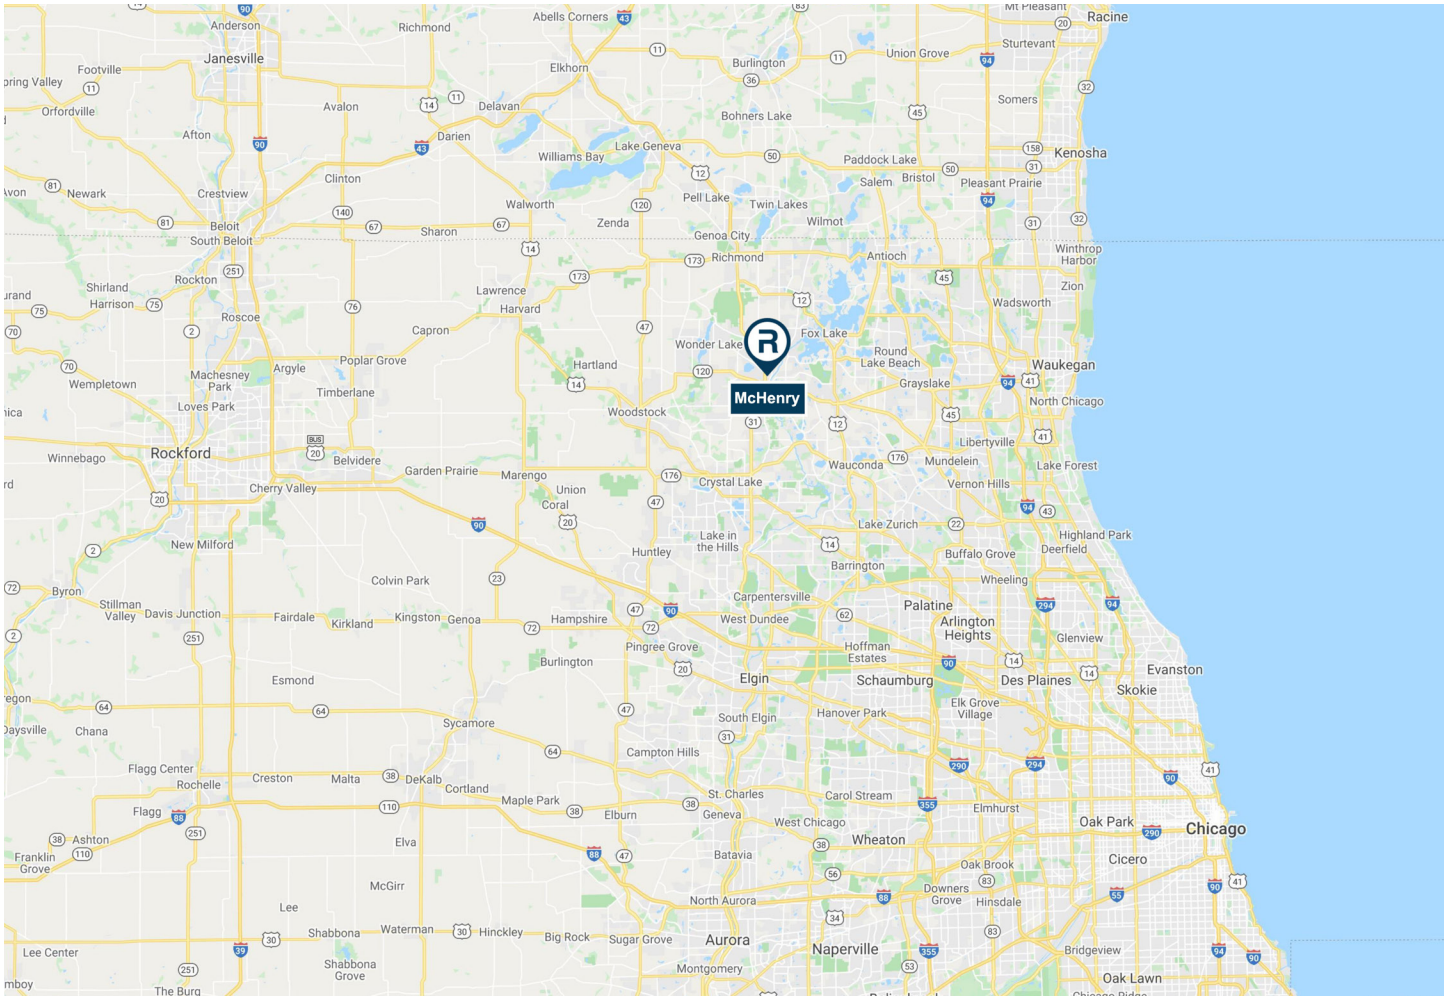 Mt Pleasant
Racine
Abells Corners
Anderson
Richmond
Sturtevant
Janesville
Union Grove
Elkhorn
Burlington
Footville
Orfordville
Avalon
Delavan
Somers
Bohners Lake
Afton
Darien
Williams Bay
Lake Geneva
Paddock Lake
Kenosha
Clinton
Salem
Bristol
Pleasant Prairie
Newark
Crestview
Walworth
Pell Lake
Twin Lakes
Wilmot
Zenda
Beloit
Sharon
South Beloit
Genoa City
Richmond
Antioch
Winthrop
Harbor
Rockton
Shirland
Harrison
Lawrence
Harvard
Zion
Wadsworth
Roscoe
Capron
Wonder Lake
R
Fox Lake
Poplar Grove
Hartland
Round
Lake Beach
Waukegan
Argyle
Machesney
Park
Timberlane
Wempletown
Grayslake
McHenry
Loves Park
Woodstock
North Chicago
Libertyville
Winnebago
Rockford
BUS
Belvidere
Garden Prairie
Marengo
Wauconda
Mundelein
Lake Forest
Cherry Valley
Union
Coral
Crystal Lake
Vernon Hills
Lake Zurich
Lake in
the Hills
New Milford
Highland Park
Deerfield
Huntley
Buffalo Grove
Barrington
Colvin Park
Wheeling
Byron
Stillman
Valley
Davis Junction
Fairdale
Kirkland
Kingston
Genoa
Hampshire
Carpentersville
West Dundee
Palatine
Arlington
Heights
Glenview
Pingree Grove
Hoffman
Estates
Burlington
Evanston
Esmond
Elgin
Schaumburg
Des Plaines
Skokie
Elk Grove
Village
Hanover Park
South Elgin
Sycamore
Chana
Campton Hills
Flagg Center
Rochelle
Creston
Malta
DeKalb
Cortland
Maple Park
St. Charles
Geneva
Carol Stream
Elmhurst
Flagg
Elburn
West Chicago
Oak Park
Chicago
Ashton
Elva
Wheaton
Franklin
Grove
Batavia
Oak Brook
Cicero
McGirr
North Aurora
Downers
Grove
Hinsdale
Lee
Shabbona
Waterman
Hinckley
Big Rock
Sugar Grove
Aurora
Naperville
Bridgeview
Lee Center
Shabbona
Grove
Montgomery
Oak Lawn
The Burg